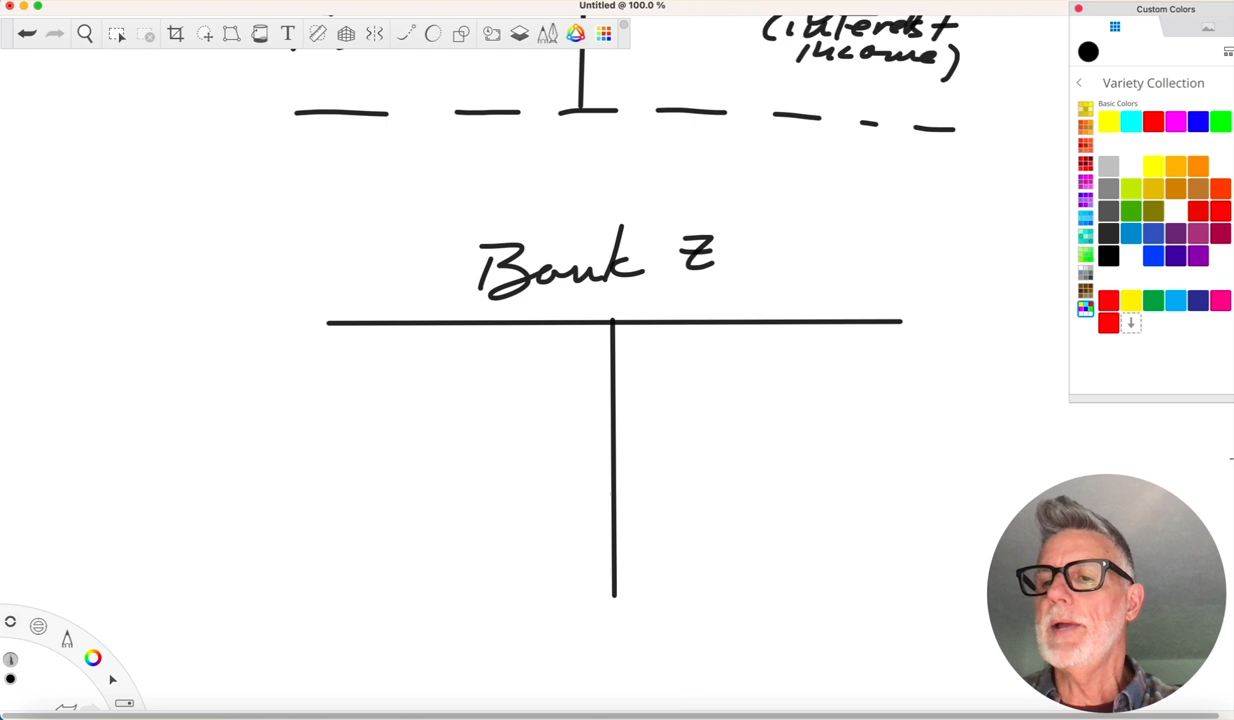 Untitled @ 100.0 %
Custom Colors
(interest
income)
Variety Collection
Basic Colors
Bank Z